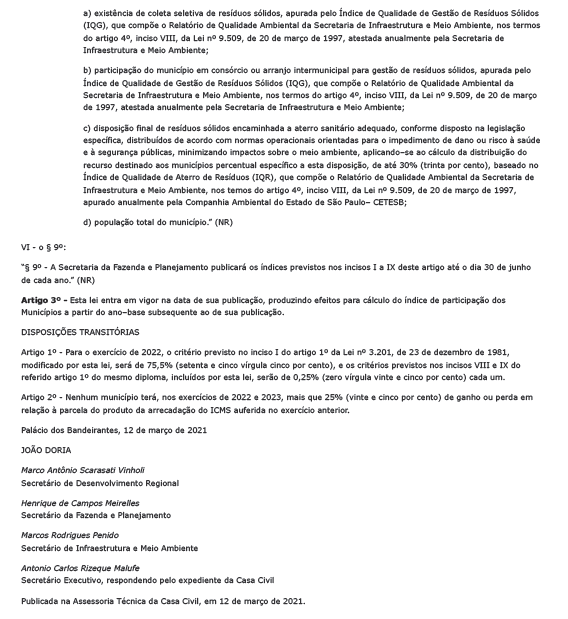 a) existência de coleta seletiva de resíduos sólidos, apurada pelo Índice de Qualidade de Gestão de Resíduos Sólidos
(IQG), que compõe o Relatório de Qualidade Ambiental da Secretaria de Infraestrutura e Meio Ambiente, nos termos
do artigo 4º, inciso VIII, da Lei nº 9.509, de 20 de março de 1997, atestada anualmente pela Secretaria de
Infraestrutura e Meio Ambiente;
b) participação do município em consórcio ou arranjo intermunicipal para gestão de resíduos sólidos, apurada pelo
Índice de Qualidade de Gestão de Resíduos Sólidos (IQG), que compõe o Relatório de Qualidade Ambiental da
Secretaria de Infraestrutura e Meio Ambiente, nos termos do artigo 4º, inciso VIII, da Lei nº 9.509, de 20 de março
de 1997, atestada anualmente pela Secretaria de Infraestrutura e Meio Ambiente;
c) disposição final de resíduos sólidos encaminhada a aterro sanitário adequado, conforme disposto na legislação
específica, distribuídos de acordo com normas operacionais orientadas para o impedimento de dano ou risco à saúde
e à segurança públicas, minimizando impactos sobre o meio ambiente, aplicando–se ao cálculo da distribuição do
recurso destinado aos municípios percentual específico a esta disposição, de até 30% (trinta por cento), baseado no
Índice de Qualidade de Aterro de Resíduos (IQR), que compõe o Relatório de Qualidade Ambiental da Secretaria de
Infraestrutura e Meio Ambiente, nos temos do artigo 4º, inciso VIII, da Lei nº 9.509, de 20 de março de 1997,
apurado anualmente pela Companhia Ambiental do Estado de São Paulo– CETESB;
d) população total do município.” (NR)
VI - o § 9º:
“§ 9º - A Secretaria da Fazenda e Planejamento publicará os índices previstos nos incisos I a IX deste artigo até o dia 30 de junho
de cada ano.” (NR)
Artigo 3º - Esta lei entra em vigor na data de sua publicação, produzindo efeitos para cálculo do índice de participação dos
Municípios a partir do ano–base subsequente ao de sua publicação.
DISPOSIÇÕES TRANSITÓRIAS
Artigo 1º - Para o exercício de 2022, o critério previsto no inciso I do artigo 1º da Lei nº 3.201, de 23 de dezembro de 1981,
modificado por esta lei, será de 75,5% (setenta e cinco vírgula cinco por cento), e os critérios previstos nos incisos VIII e IX do
referido artigo 1º do mesmo diploma, incluídos por esta lei, serão de 0,25% (zero vírgula vinte e cinco por cento) cada um.
Artigo 2º - Nenhum município terá, nos exercícios de 2022 e 2023, mais que 25% (vinte e cinco por cento) de ganho ou perda em
relação à parcela do produto da arrecadação do ICMS auferida no exercício anterior.
Palácio dos Bandeirantes, 12 de março de 2021
JOÃO DORIA
Marco Antônio Scarasati Vinholi
Secretário de Desenvolvimento Regional
Henrique de Campos Meirelles
Secretário da Fazenda e Planejamento
Marcos Rodrigues Penido
Secretário de Infraestrutura e Meio Ambiente
Antonio Carlos Rizeque Malufe
Secretário Executivo, respondendo pelo expediente da Casa Civil
Publicada na Assessoria Técnica da Casa Civil, em 12 de março de 2021.